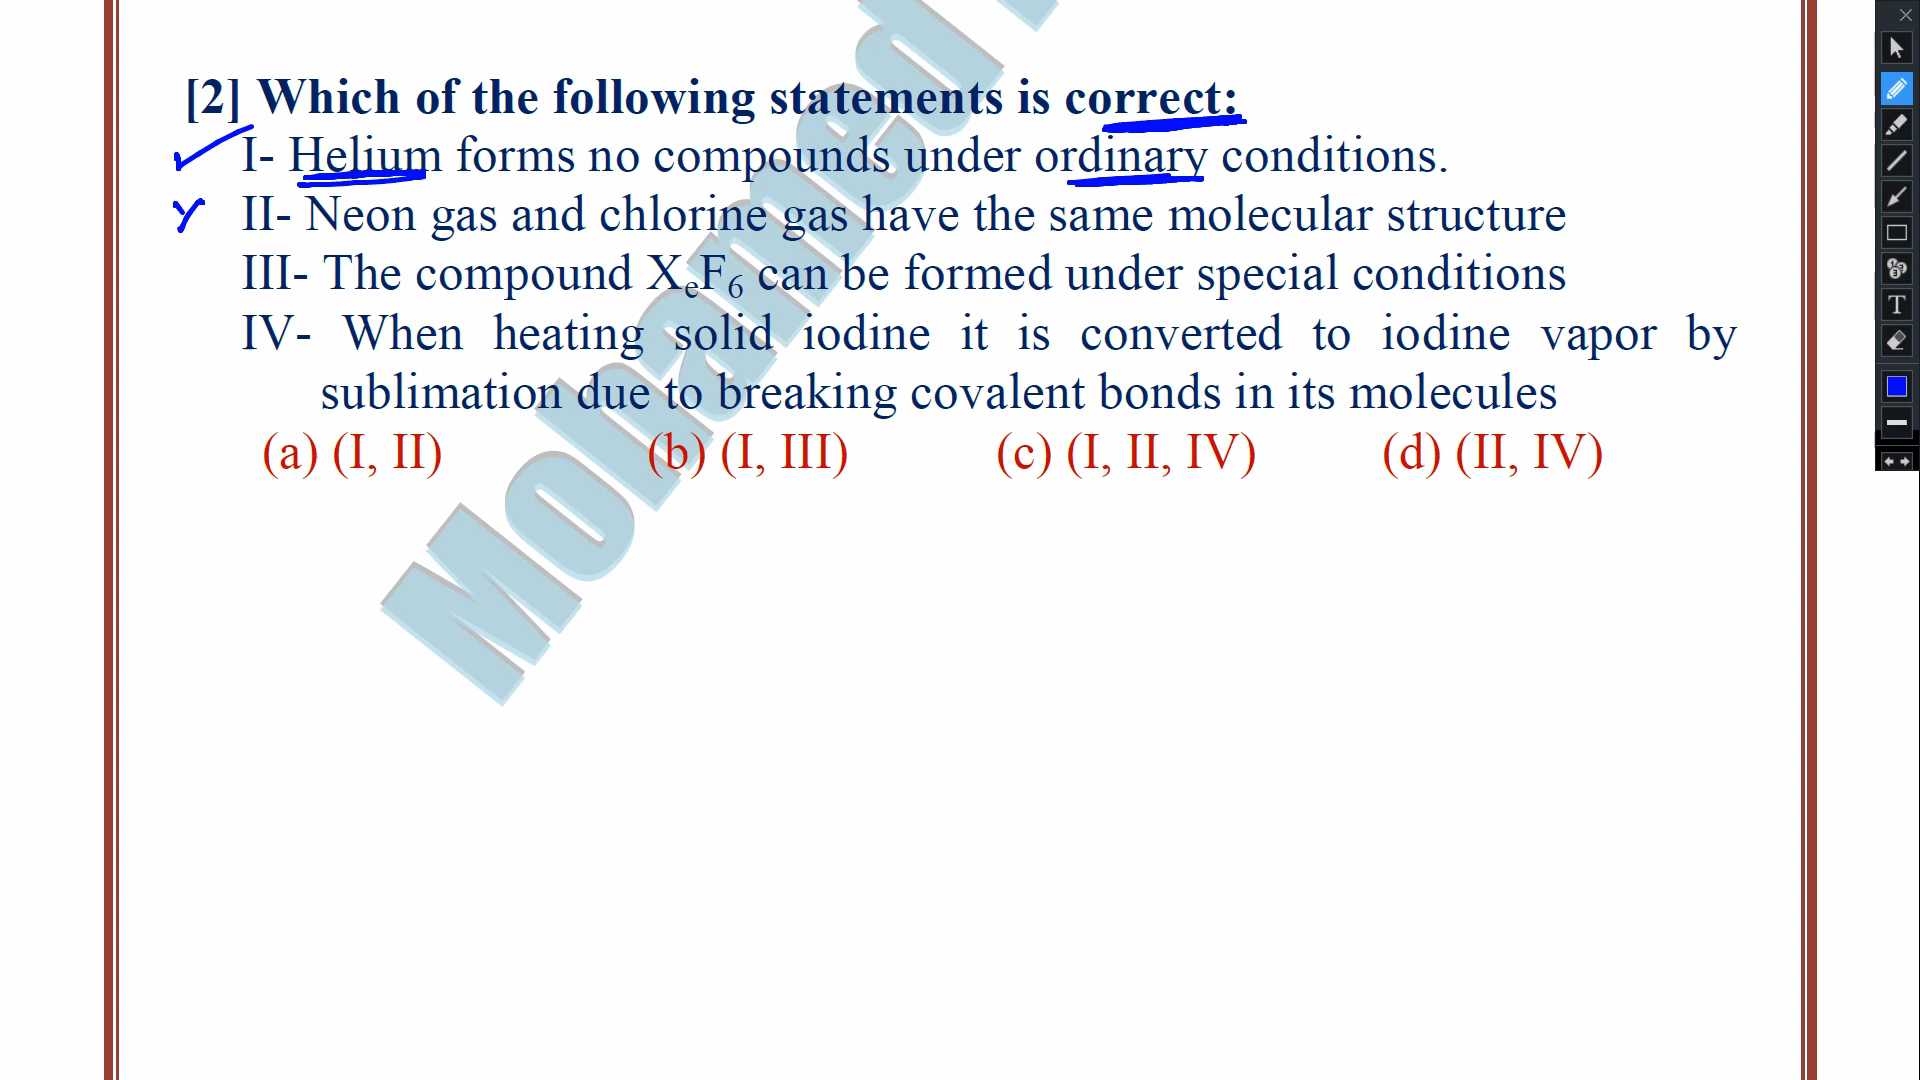 [2] Which of the following statements is correct:
I- Helium forms no compounds under ordinary conditions.
II- Neon gas and chlorine gas have the same molecular structure
III- The compound XeF6 can be formed under special conditions
IV- When heating solid iodine it is converted to iodine vapor by
sublimation due to breaking covalent bonds in its molecules
(a) (I, II) (b) (I, III) (c) (I, II, IV) (d) (II, IV)
Mohamed